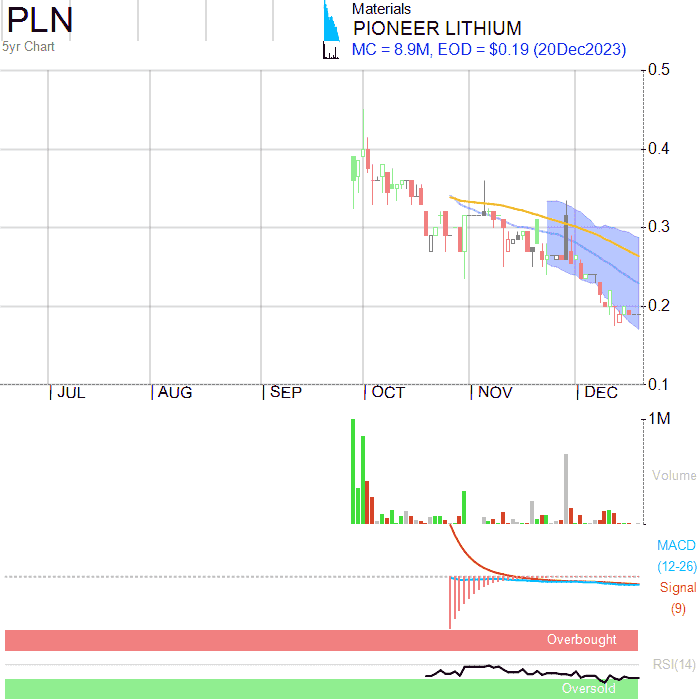 PLN
5yr Chart
Materials
PIONEER LITHIUM
MC = 8.9M, EOD = $0.19 (20Dec2023)
0.5
0.4
0.3
0.2
0.1
JUL AUG SEP OCT NOV DEC
1M
Volume
MACD
(12-26)
Signal
(9)
Overbought
RSI(14)
Oversold